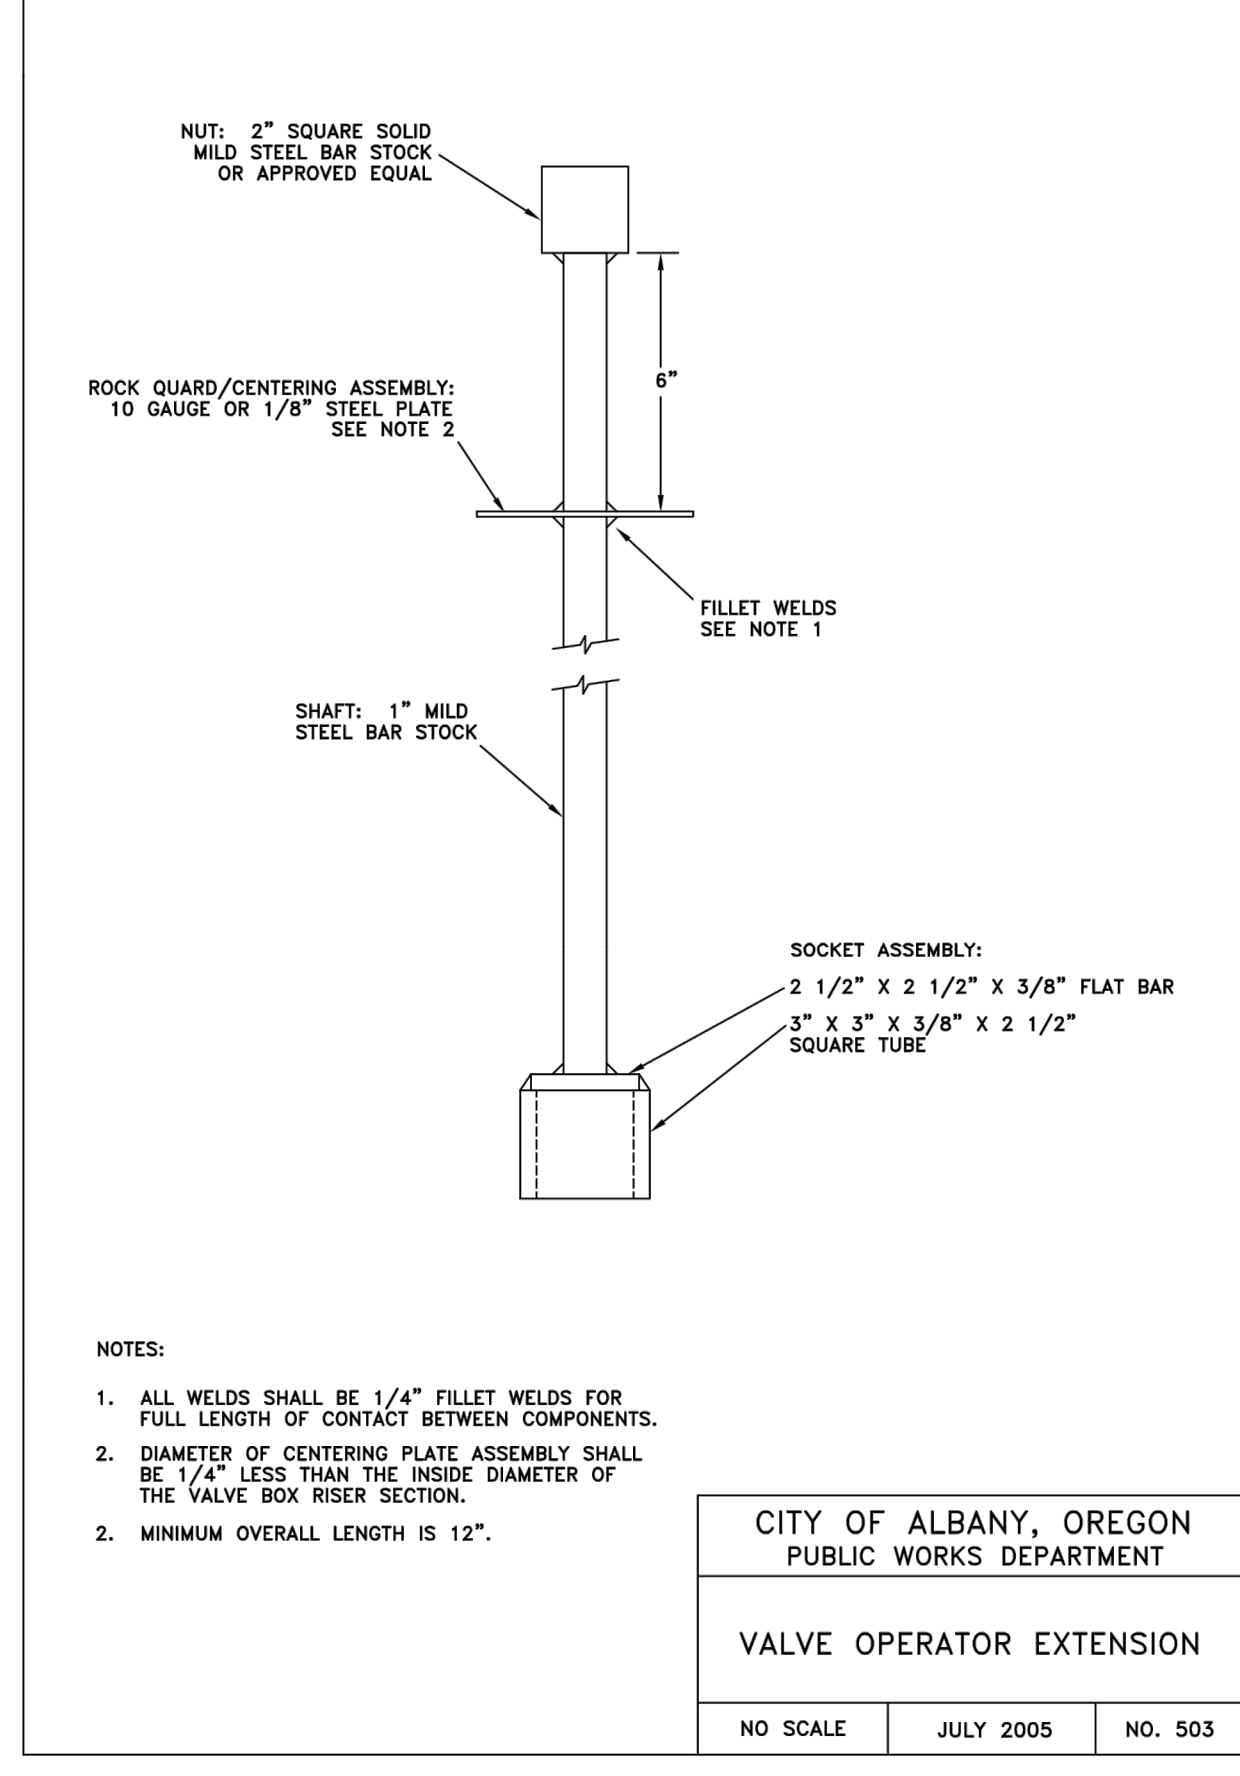 NUT: 2” SQUARE SOLID
MILD STEEL BAR STOCK
OR APPROVED EQUAL
6”
ROCK QUARD/CENTERING ASSEMBLY:
10 GAUGE OR 1/8” STEEL PLATE
SEE NOTE 2
FILLET WELDS
SEE NOTE 1
SHAFT: 1” MILD
STEEL BAR STOCK
SOCKET ASSEMBLY:
2 1/2” X 2 1/2” X 3/8” FLAT BAR
3” X 3” X 3/8” X 2 1/2”
SQUARE TUBE
NOTES:
1. ALL WELDS SHALL BE 1/4” FILLET WELDS FOR
FULL LENGTH OF CONTACT BETWEEN COMPONENTS.
2. DIAMETER OF CENTERING PLATE ASSEMBLY SHALL
BE 1/4” LESS THAN THE INSIDE DIAMETER OF
THE VALVE BOX RISER SECTION.
2. MINIMUM OVERALL LENGTH IS 12”.
CITY OF ALBANY, OREGON
PUBLIC WORKS DEPARTMENT
VALVE OPERATOR EXTENSION
NO SCALE
JULY 2005
NO. 503